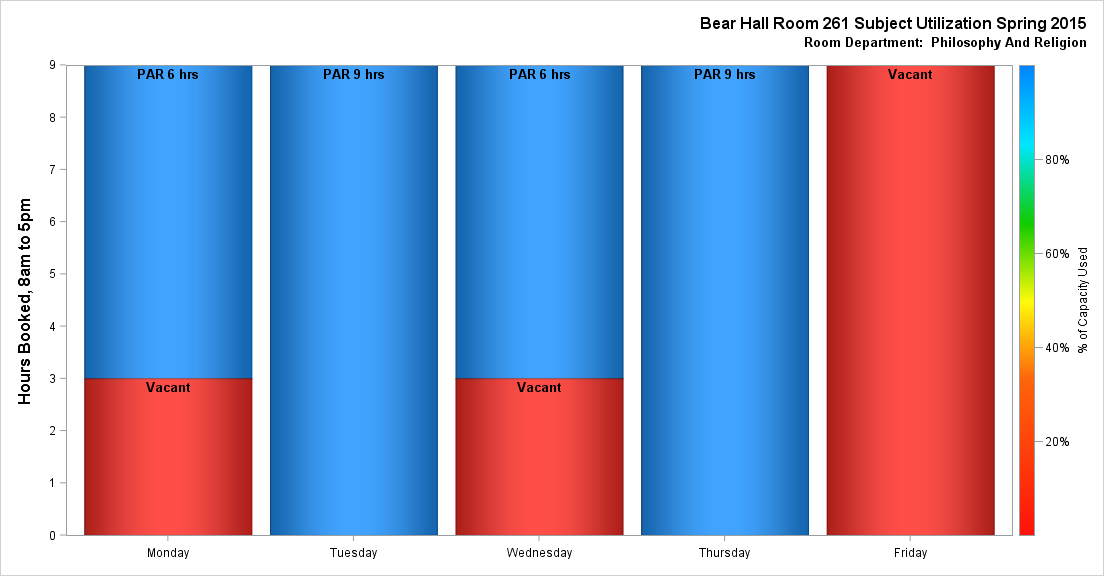 Bear Hall Room 261 Subject Utilization Spring 2015
Room Department:  Philosophy And Religion
Hours Booked, 8am to 5pm
9
8
7
6
5
4
3
2
1
0
PAR 6 hrs
PAR 9 hrs
PAR 6 hrs
PAR 9 hrs
Vacant
Vacant
Vacant
Monday
Tuesday
Wednesday
Thursday
Friday
80%
60%
40%
20%
% of Capacity Used